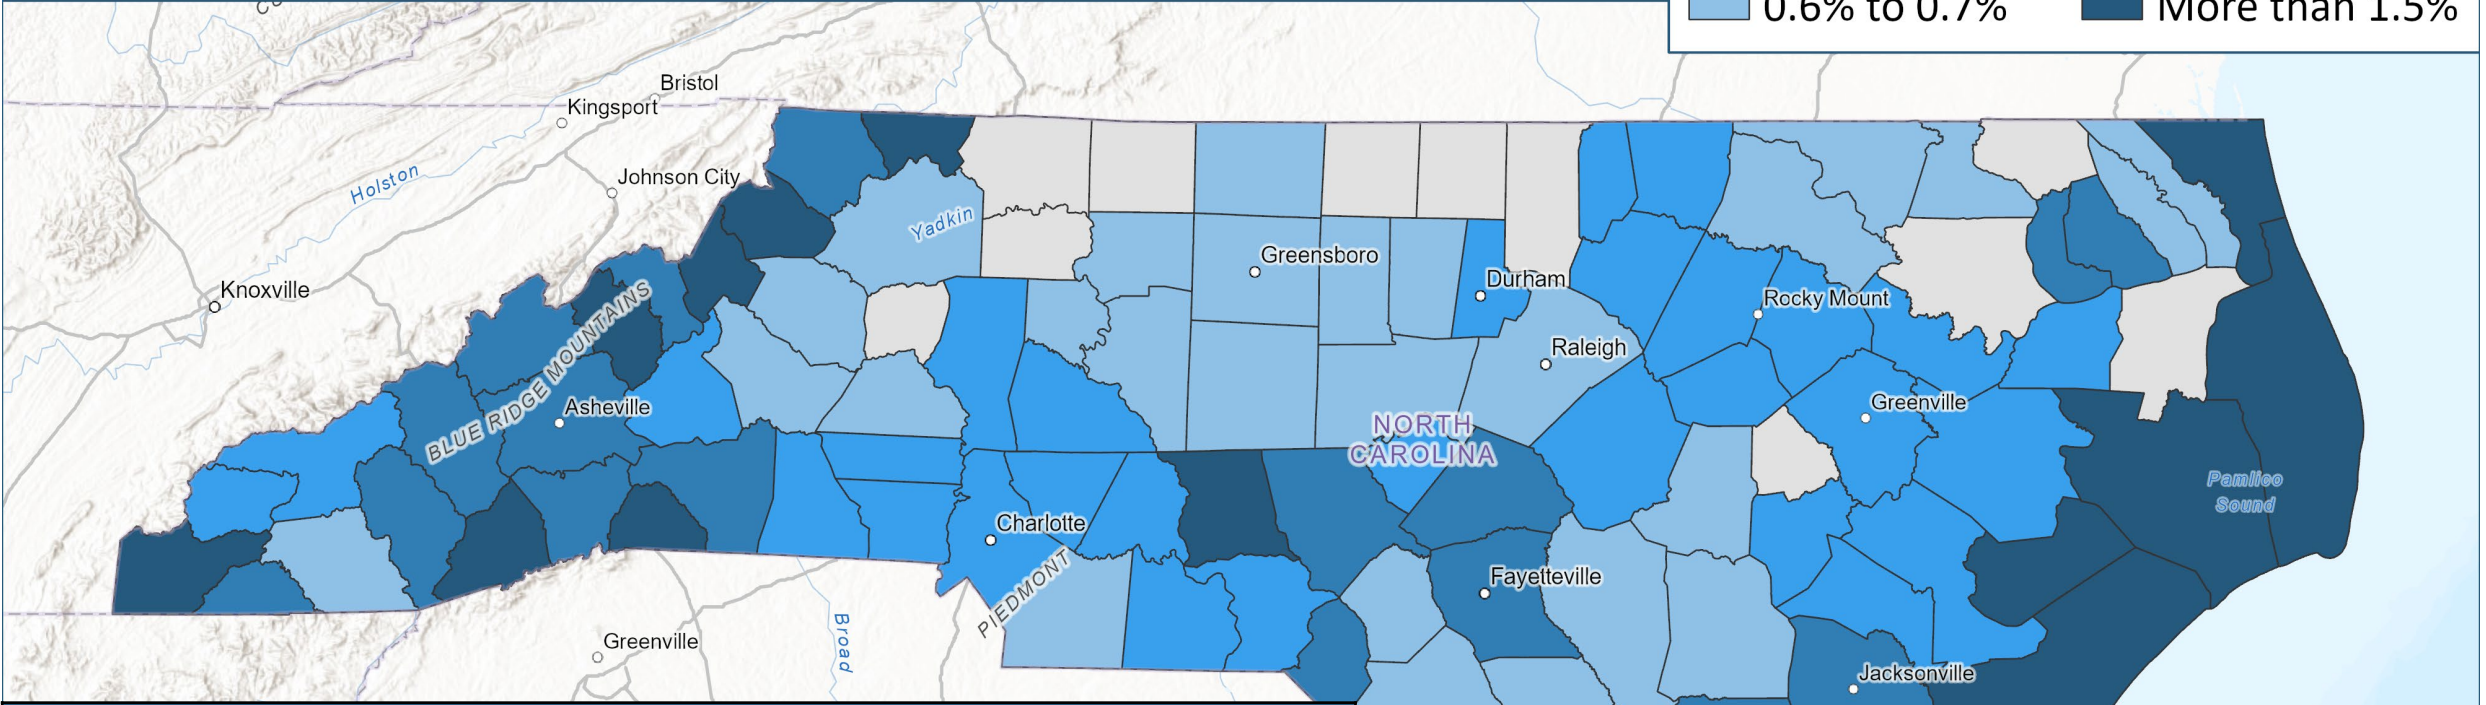 0.6% to 0.7%
More than 1.5%
Bristol
Kingsport
Johnson City
Holston
Yadkin
Greensboro
Durham
Knoxville
Rocky Mount
BLUE RIDGE MOUNTAINS
Raleigh
Asheville
Greenville
NORTH
CAROLINA
Pamlico
Sound
Charlotte
PIEDMONT
Fayetteville
Broad
Greenville
Jacksonville